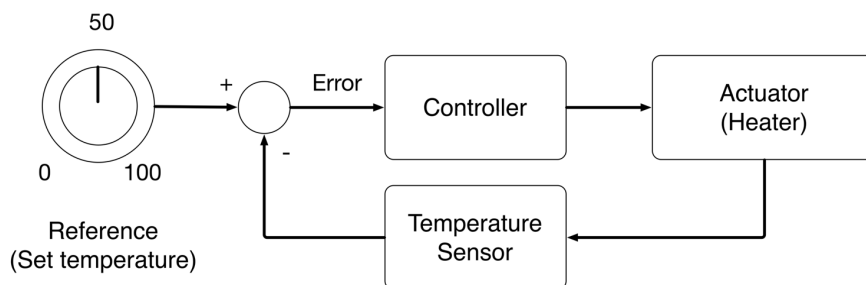 50
+
Error
Controller
Actuator
(Heater)
-
0
100
Temperature
Sensor
Reference
(Set temperature)